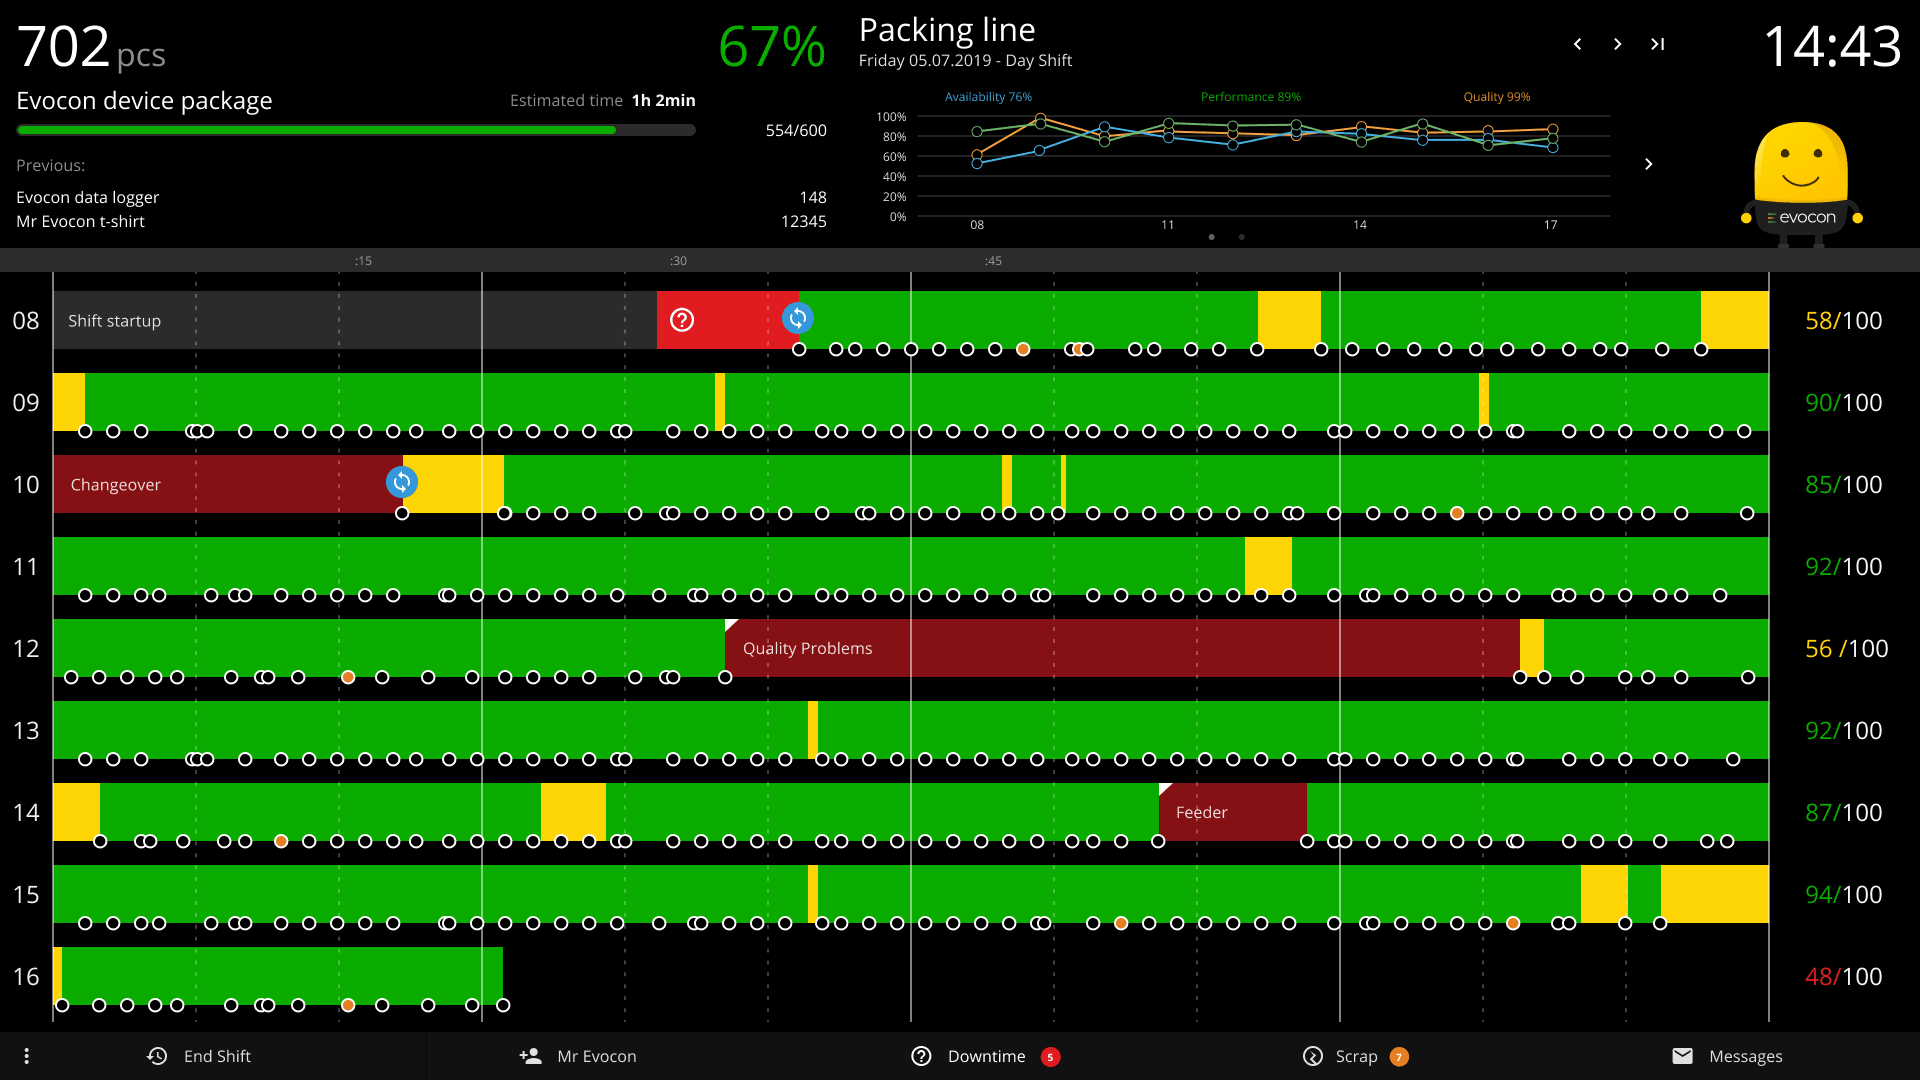 702 pcs
67%
Evocon device package
Estimated time 1h 2min
554/600
Previous:
Evocon data logger 148
Mr Evocon t-shirt 12345
Packing line
Friday 05.07.2019 - Day Shift
14:43
Availability 76% Performance 89% Quality 99%
100%
80%
60%
40%
20%
0%
08 11 14 17
evocon
:15 :30 :45
08 Shift startup 58/100
09 90/100
10 Changeover 85/100
11 92/100
12 Quality Problems 56 /100
13 92/100
14 Feeder 87/100
15 94/100
16 48/100
End Shift Mr Evocon Downtime 5 Scrap 7 Messages